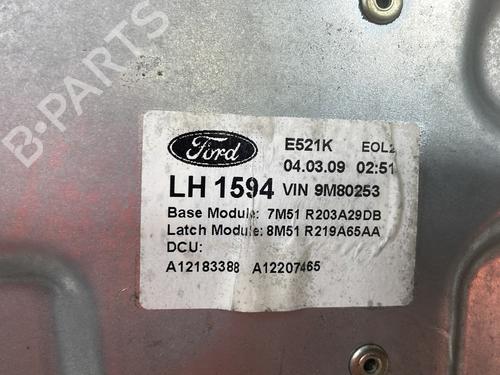 B-PARTS
Ford
E521K EOL2
04.03.09 02:51
LH 1594 VIN 9M80253
Base Module: 7M51 R203A29DB
Latch Module: 8M51 R219A65AA
DCU:
A12183388 A12207465